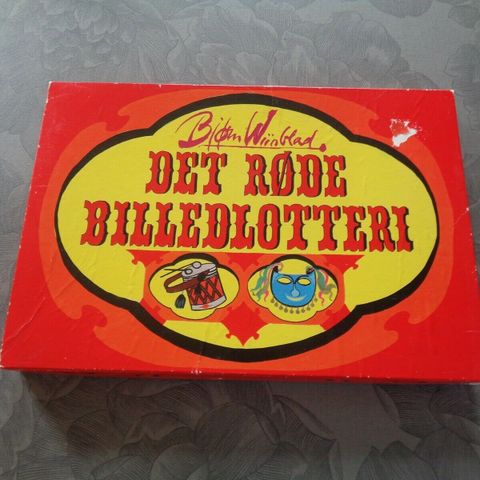 Bjørn Wiinblad.
DET RØDE
BILLEDLOTTERI